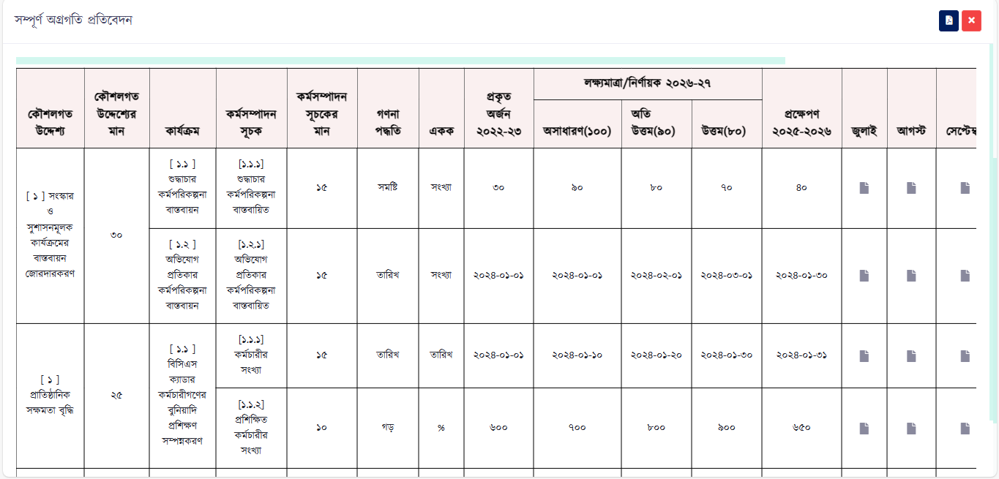 সম্পূর্ণ অগ্রগতি প্রতিবেদন
লক্ষ্যমাত্রা/নির্ণায়ক ২০২৬-২৭
কৌশলগত
উদ্দেশ্য
কৌশলগত
উদ্দেশ্যের
মান
কার্যক্রম
কর্মসম্পাদন
সূচক
কর্মসম্পাদন
সূচকের
মান
গণনা
পদ্ধতি
একক
প্রকৃত
অর্জন
২০২২-২৩
অসাধারণ(১০০)
অতি
উত্তম(৯০)
উত্তম(৮০)
প্রক্ষেপণ
২০২৫-২০২৬
জুলাই
আগস্ট
সেপ্টেম্ব
[ ১ ] সংস্কার
ও
সুশাসনমূলক
কার্যক্রমের
বাস্তবায়ন
জোরদারকরণ
৩০
[ ১.১ ]
শুদ্ধাচার
কর্মপরিকল্পনা
বাস্তবায়ন
[১.১.১]
শুদ্ধাচার
কর্মপরিকল্পনা
বাস্তবায়িত
১৫
সমষ্টি
সংখ্যা
৩০
৯০
৮০
৭০
৪০
[ ১.২ ]
অভিযোগ
প্রতিকার
কর্মপরিকল্পনা
বাস্তবায়ন
[১.২.১]
অভিযোগ
প্রতিকার
কর্মপরিকল্পনা
বাস্তবায়িত
১৫
তারিখ
সংখ্যা
২০২৪-০১-০১
২০২৪-০১-০১
২০২৪-০২-০১
২০২৪-০৩-০১
২০২৪-০১-৩০
[ ১ ]
প্রাতিষ্ঠানিক
সক্ষমতা বৃদ্ধি
২৫
[ ১.১ ]
বিসিএস
ক্যাডার
কর্মচারীগণের
বুনিয়াদি
প্রশিক্ষণ
সম্পন্নকরণ
[১.১.১]
কর্মচারীর
সংখ্যা
১৫
তারিখ
তারিখ
২০২৪-০১-০১
২০২৪-০১-১০
২০২৪-০১-২০
২০২৪-০১-৩০
২০২৪-০১-৩১
[১.১.২]
প্রশিক্ষিত
কর্মচারীর
সংখ্যা
১০
গড়
%
৬০০
৭০০
৮০০
৯০০
৬৫০